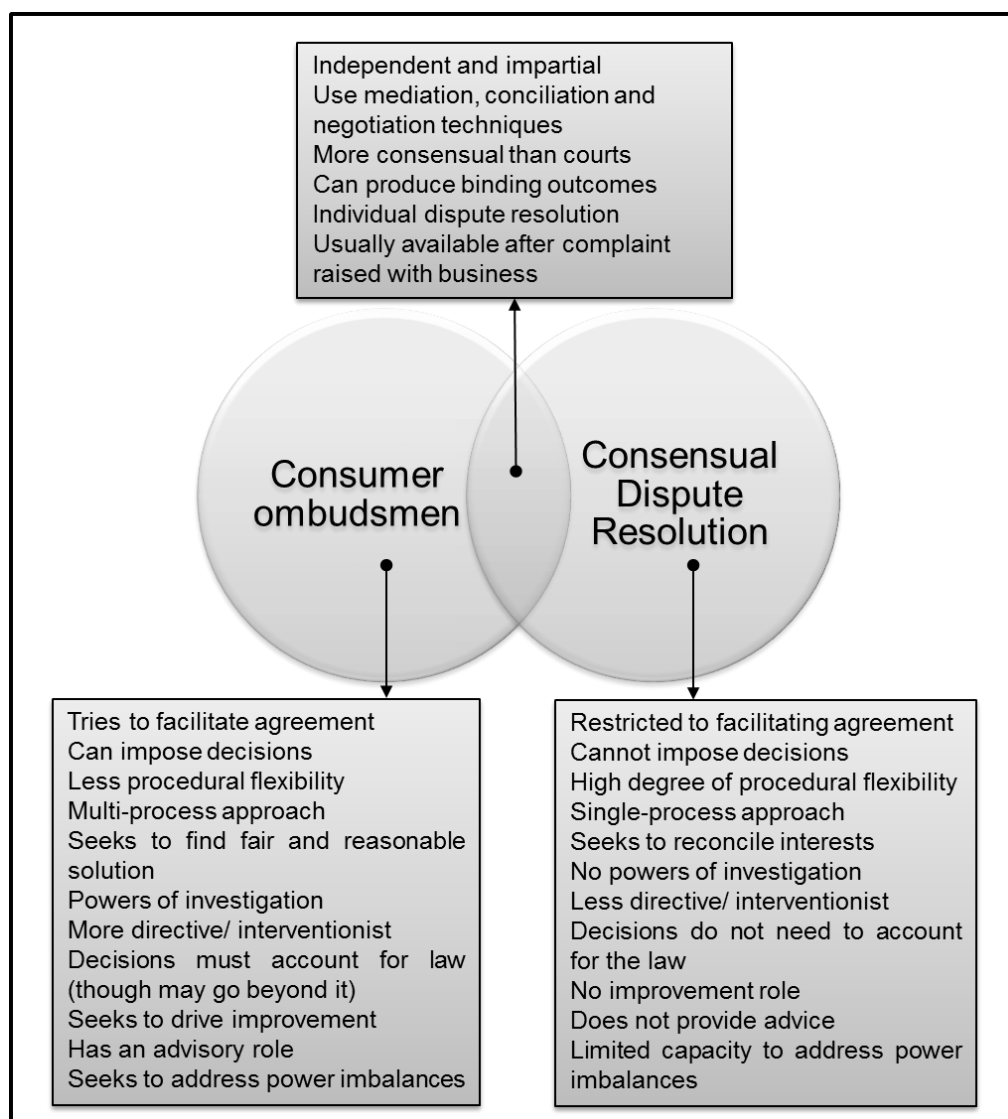 Independent and impartial
Use mediation, conciliation and
negotiation techniques
More consensual than courts
Can produce binding outcomes
Individual dispute resolution
Usually available after complaint
raised with business
Consumer
ombudsmen
Consensual
Dispute
Resolution
Tries to facilitate agreement
Can impose decisions
Less procedural flexibility
Multi-process approach
Seeks to find fair and reasonable
solution
Powers of investigation
More directive/ interventionist
Decisions must account for law
(though may go beyond it)
Seeks to drive improvement
Has an advisory role
Seeks to address power imbalances
Restricted to facilitating agreement
Cannot impose decisions
High degree of procedural flexibility
Single-process approach
Seeks to reconcile interests
No powers of investigation
Less directive/ interventionist
Decisions do not need to account
for the law
No improvement role
Does not provide advice
Limited capacity to address power
imbalances